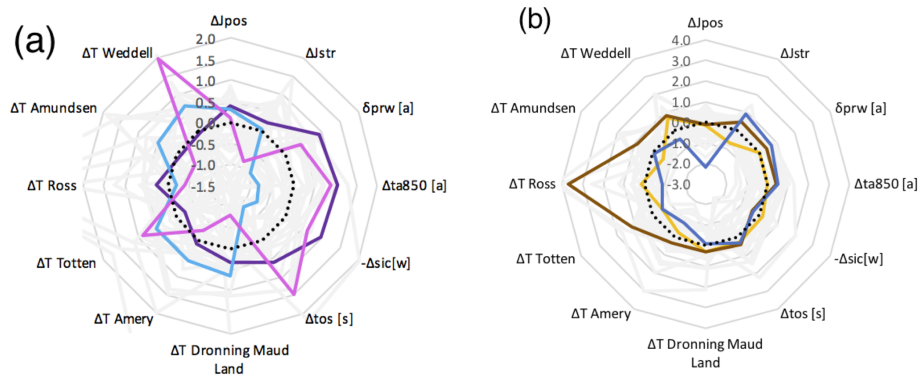 (a)
ΔJpos
ΔJstr
δprw [a]
Δta850 [a]
-Δsic[w]
Δtos [s]
ΔT Dronning Maud
Land
ΔT Amery
ΔT Totten
ΔT Ross
ΔT Amundsen
ΔT Weddell
2.0
1.5
1.0
0.5
0.0
-0.5
-1.0
-1.5
(b)
ΔJpos
ΔJstr
δprw [a]
Δta850 [a]
-Δsic[w]
Δtos [s]
ΔT Dronning Maud
Land
ΔT Amery
ΔT Totten
ΔT Ross
ΔT Amundsen
ΔT Weddell
4.0
3.0
2.0
1.0
0.0
-1.0
-2.0
-3.0